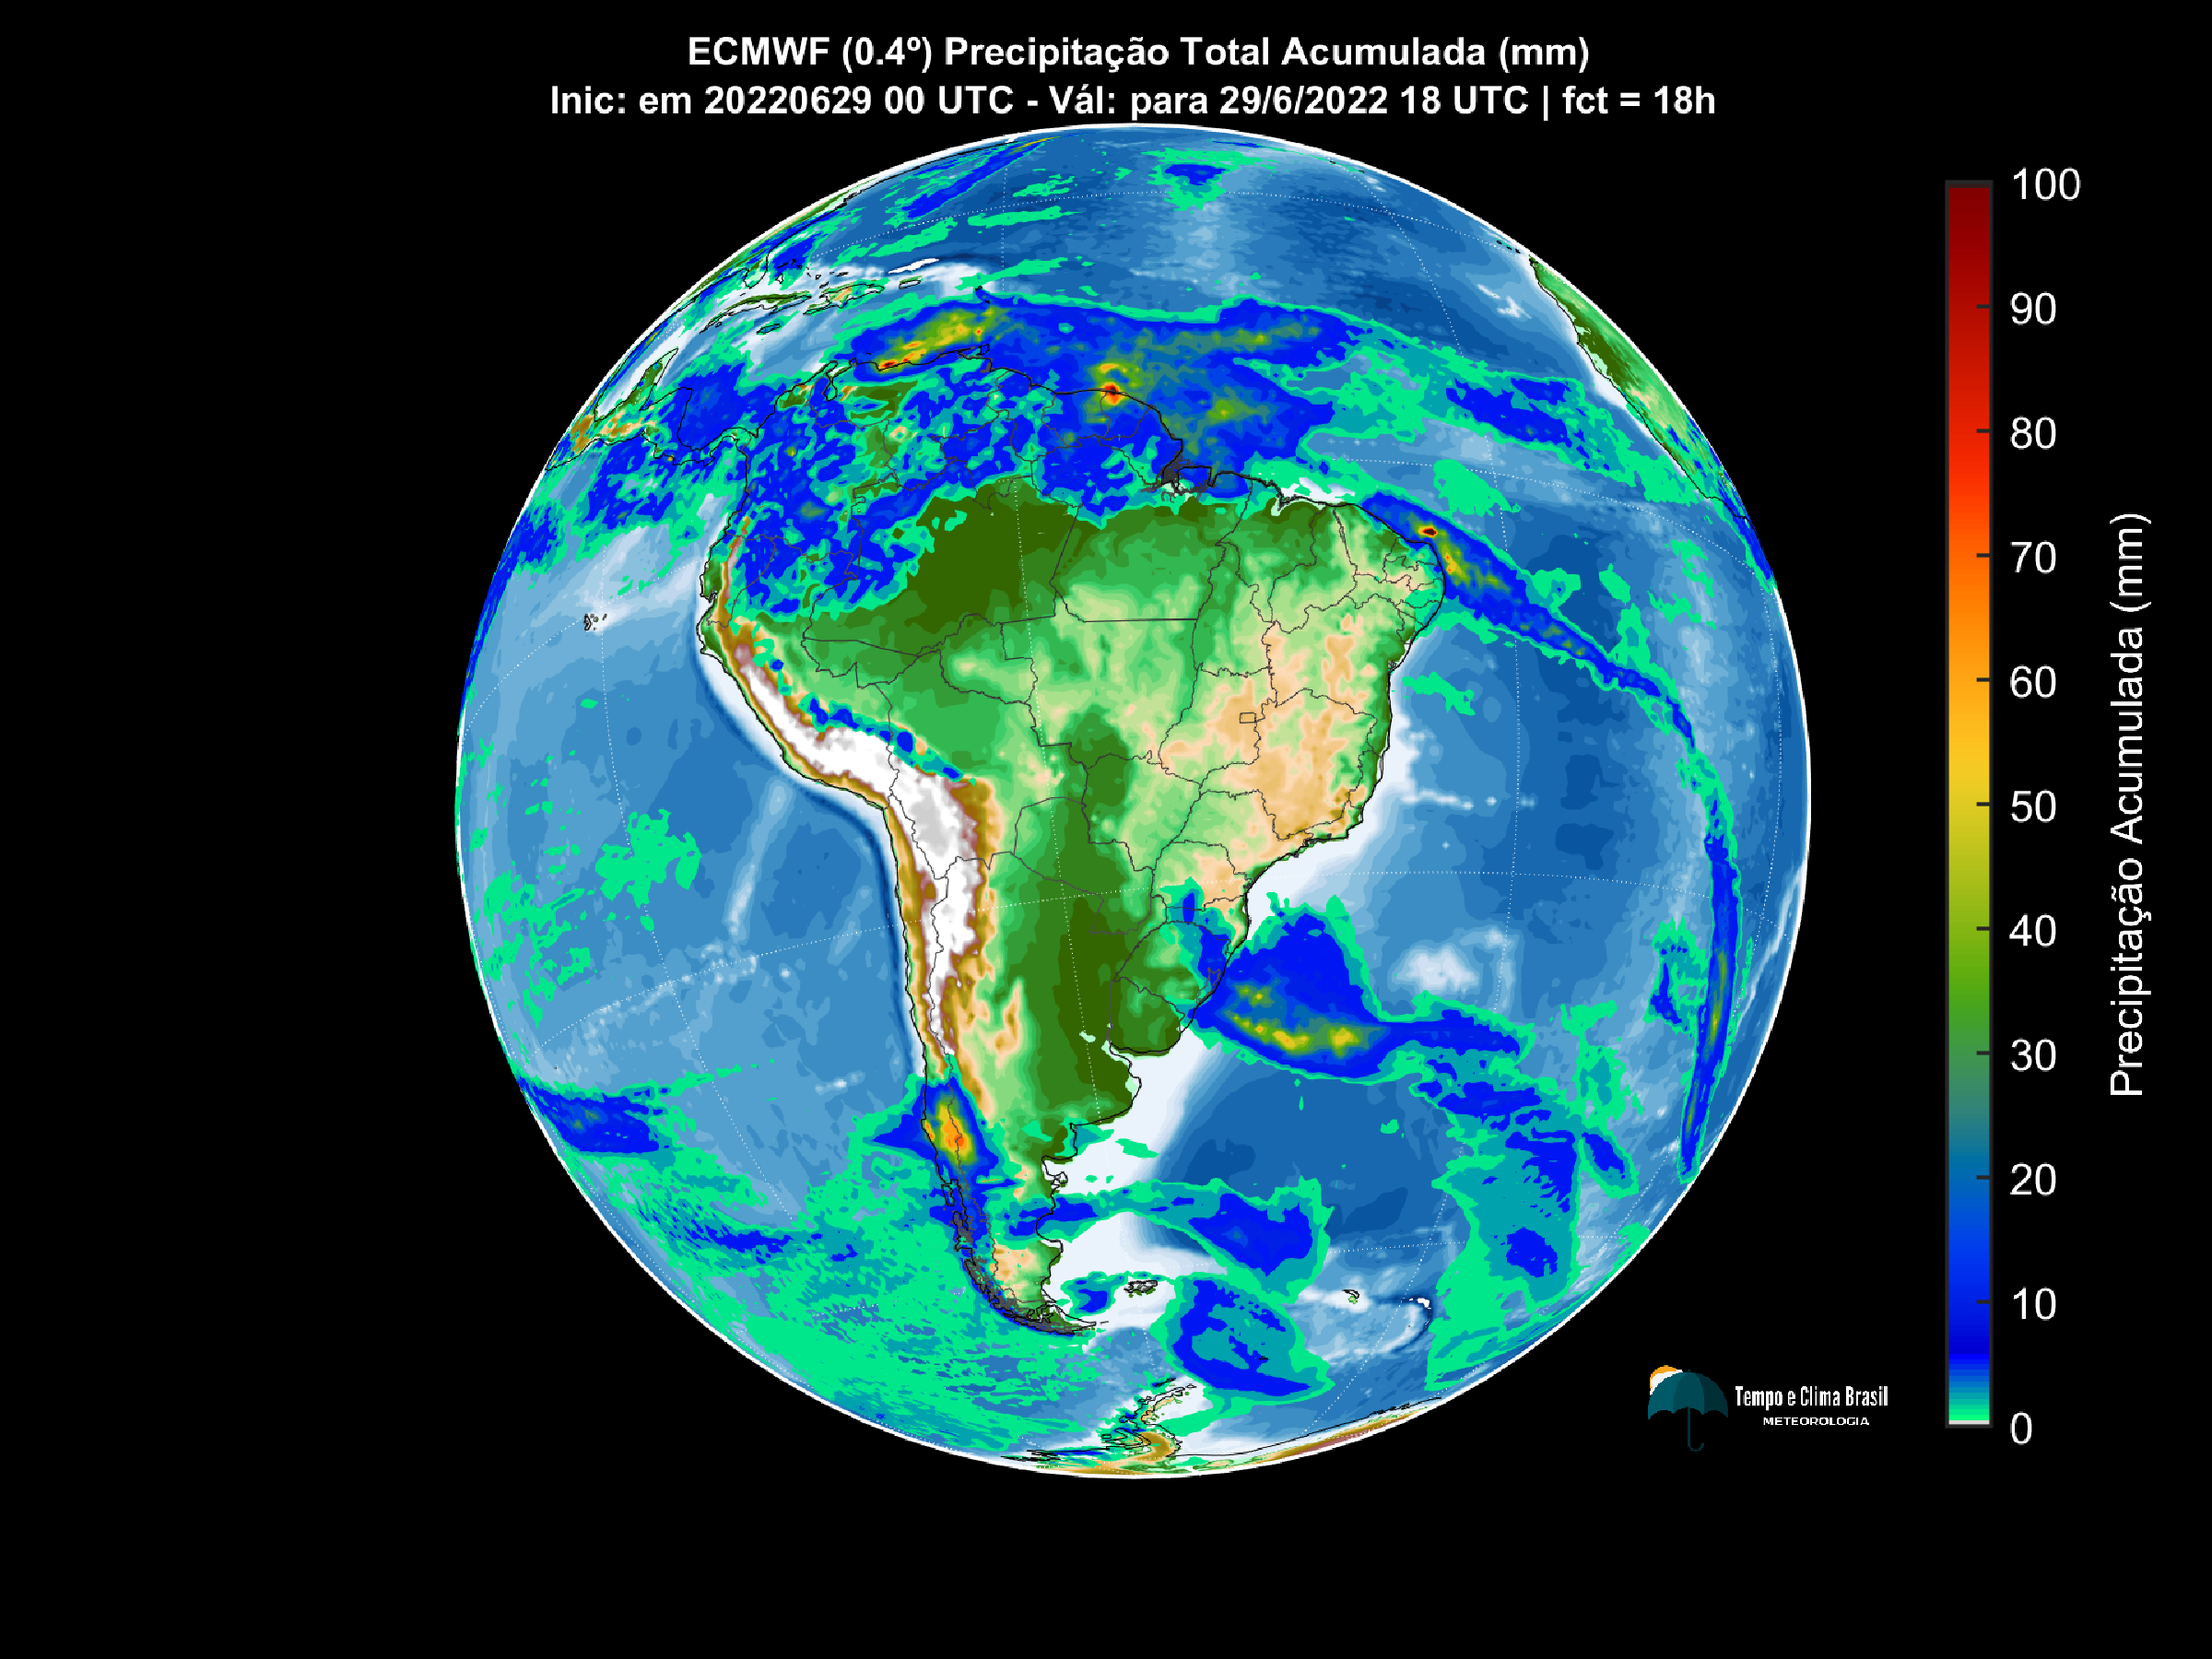 ECMWF (0.4º) Precipitação Total Acumulada (mm)
Inic: em 20220629 00 UTC - Vál: para 29/6/2022 18 UTC | fct = 18h
100
90
80
70
60
50
40
30
20
10
0
Precipitação Acumulada (mm)
Tempo e Clima Brasil
METEOROLOGIA